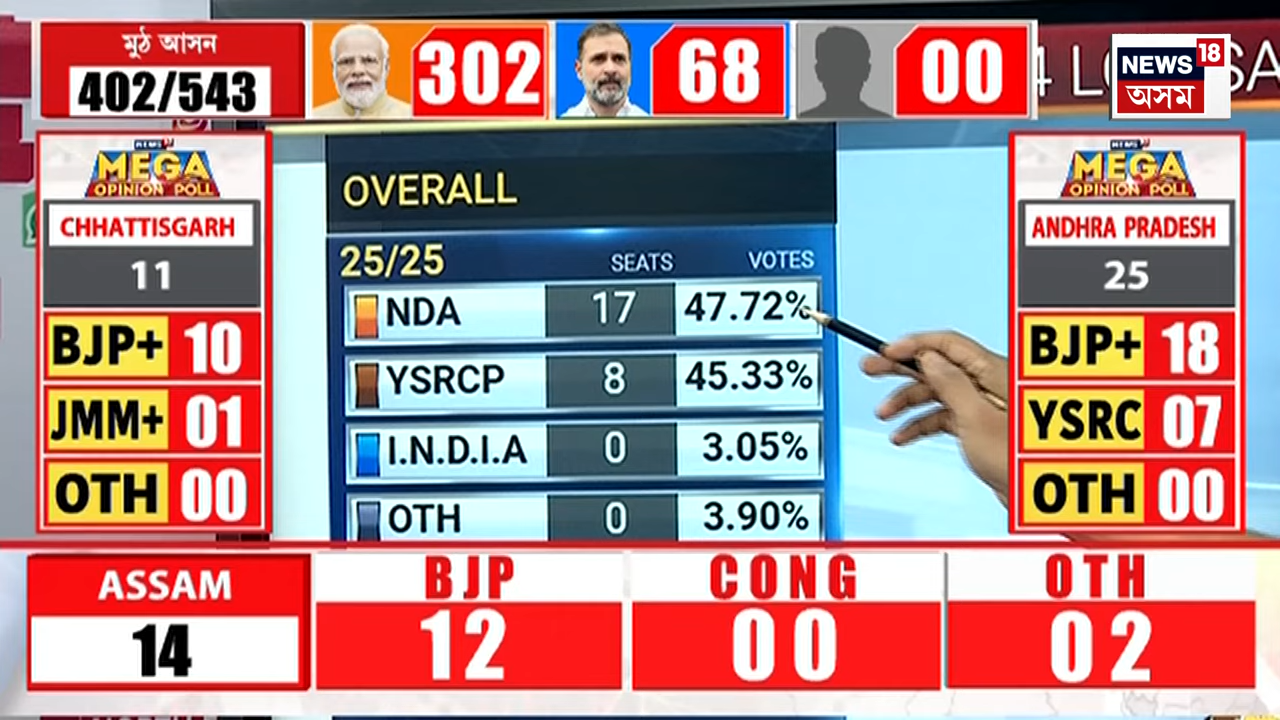 মুঠ আসন
402/543
302
68
00
NEWS 18
অসম
MEGA
OPINION POLL
CHHATTISGARH
11
BJP+ 10
JMM+ 01
OTH 00
OVERALL
25/25 SEATS VOTES
NDA 17 47.72%
YSRCP 8 45.33%
I.N.D.I.A 0 3.05%
OTH 0 3.90%
MEGA
OPINION POLL
ANDHRA PRADESH
25
BJP+ 18
YSRC 07
OTH 00
ASSAM
14
BJP
12
CONG
00
OTH
02